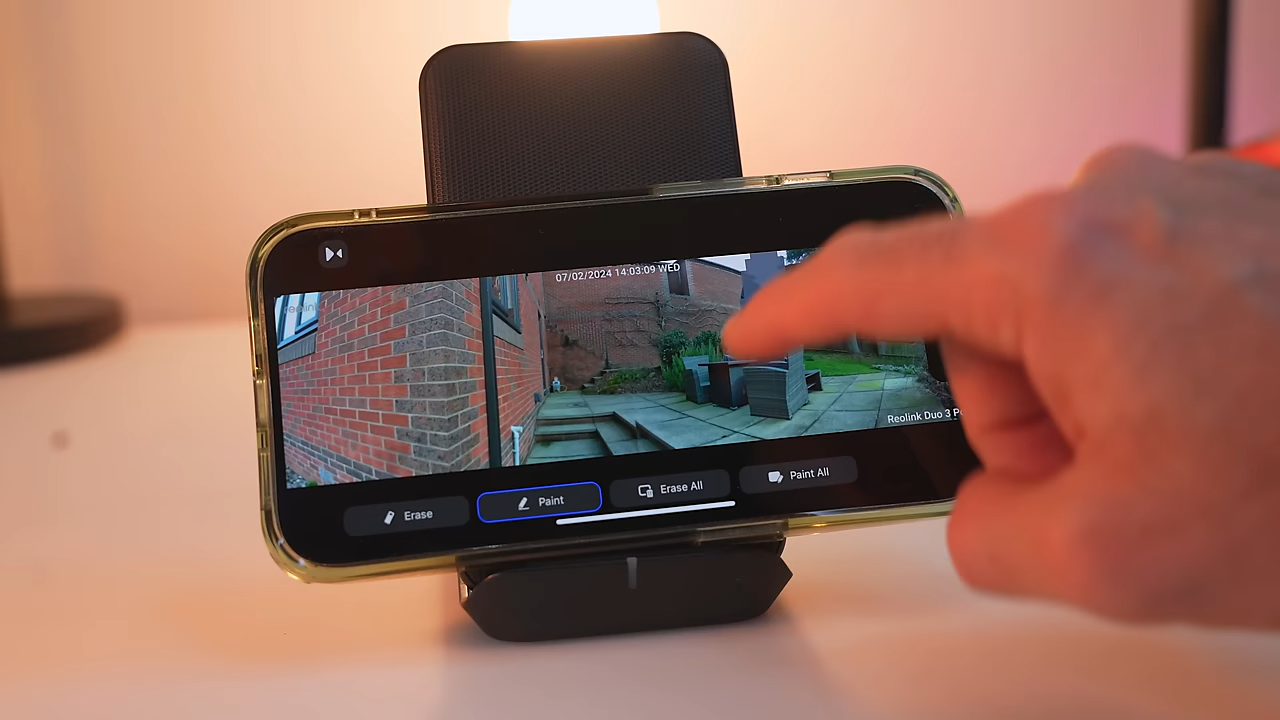 07/02/2024 14:03:09 WED
Reolink Duo 3
Erase
Paint
Erase All
Paint All